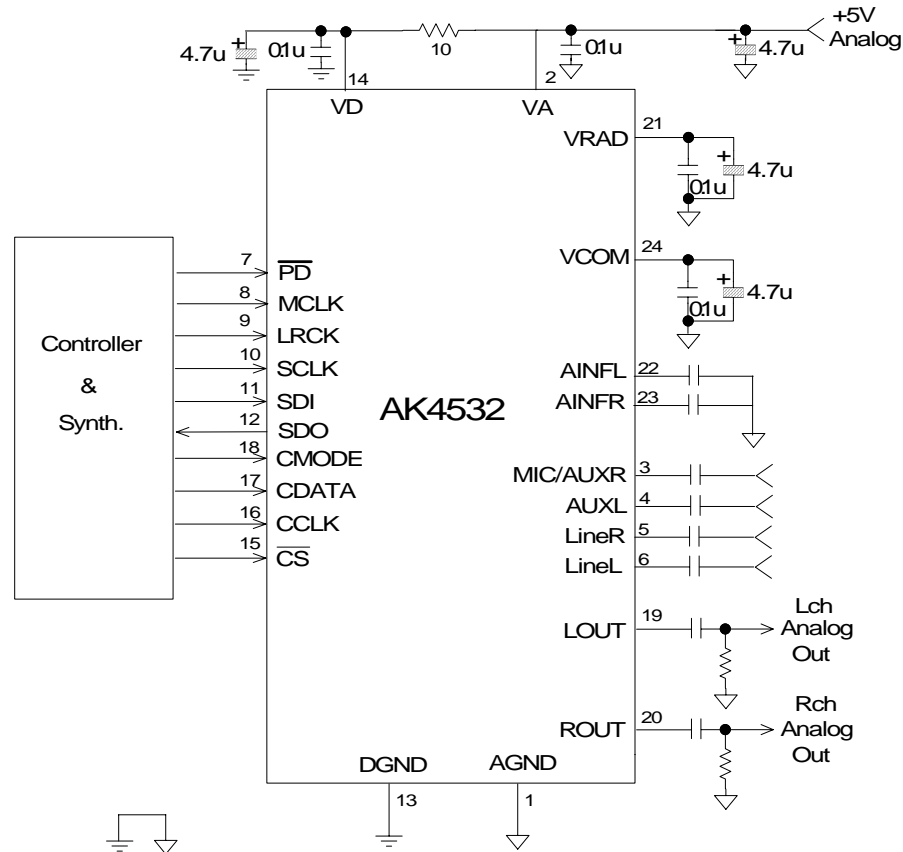 +5V
Analog
4.7u
+
0.1u
10
0.1u
+
4.7u
14
2
VD
VA
VRAD
21
+
0.1u
4.7u
VCOM
24
+
0.1u
4.7u
Controller
&
Synth.
7
PD
8
MCLK
9
LRCK
10
SCLK
11
SDI
12
SDO
18
CMODE
17
CDATA
16
CCLK
15
CS
AK4532
AINFL
22
AINFR
23
MIC/AUXR
3
AUXL
4
LineR
5
LineL
6
LOUT
19
Lch
Analog
Out
ROUT
20
Rch
Analog
Out
DGND
AGND
13
1